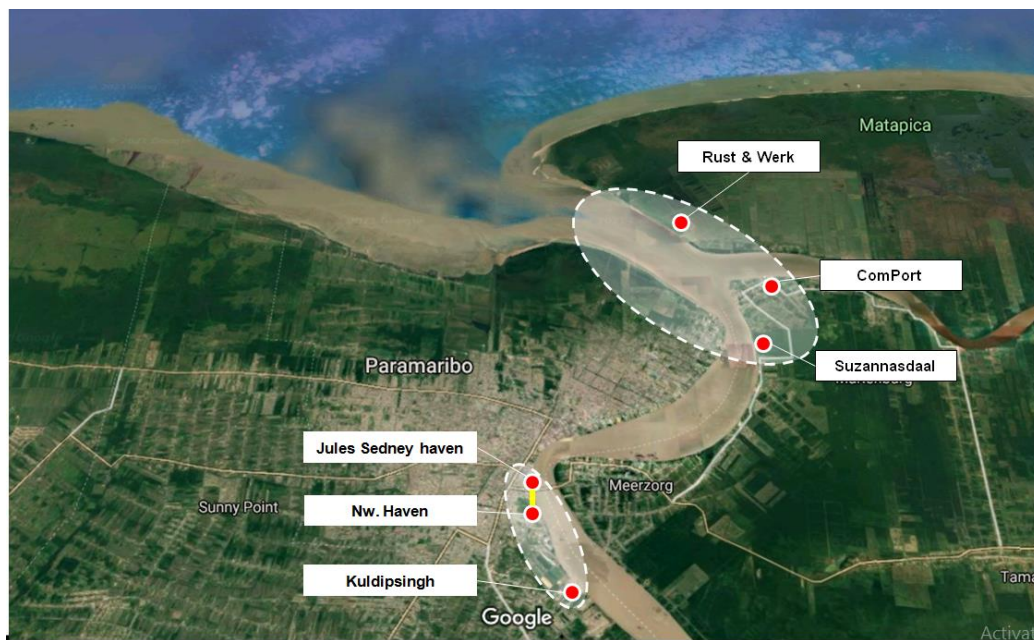 Matapica
Rust & Werk
ComPort
Paramaribo
Suzannasdaal
Jules Sedney haven
Meerzorg
Sunny Point
Nw. Haven
Kuldipsingh
Google